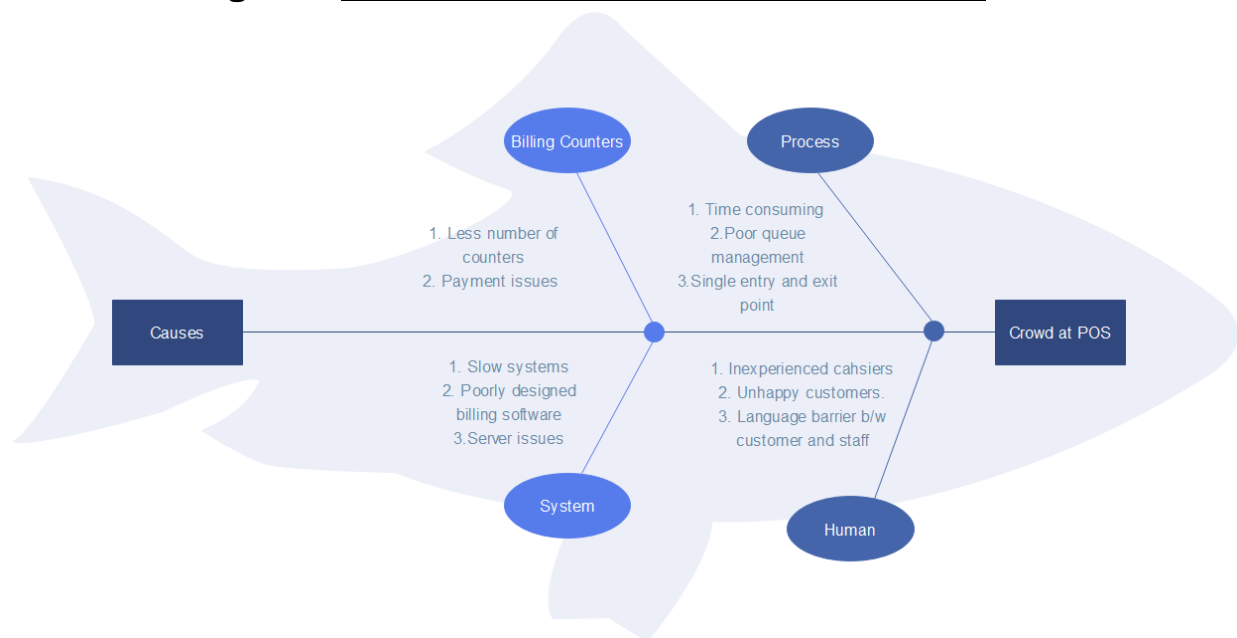 Billing Counters
Process
1. Less number of
counters
2. Payment issues
1. Time consuming
2.Poor queue
management
3.Single entry and exit
point
Causes
Crowd at POS
1. Slow systems
2. Poorly designed
billing software
3.Server issues
1. Inexperienced cahsiers
2. Unhappy customers.
3. Language barrier b/w
customer and staff
System
Human